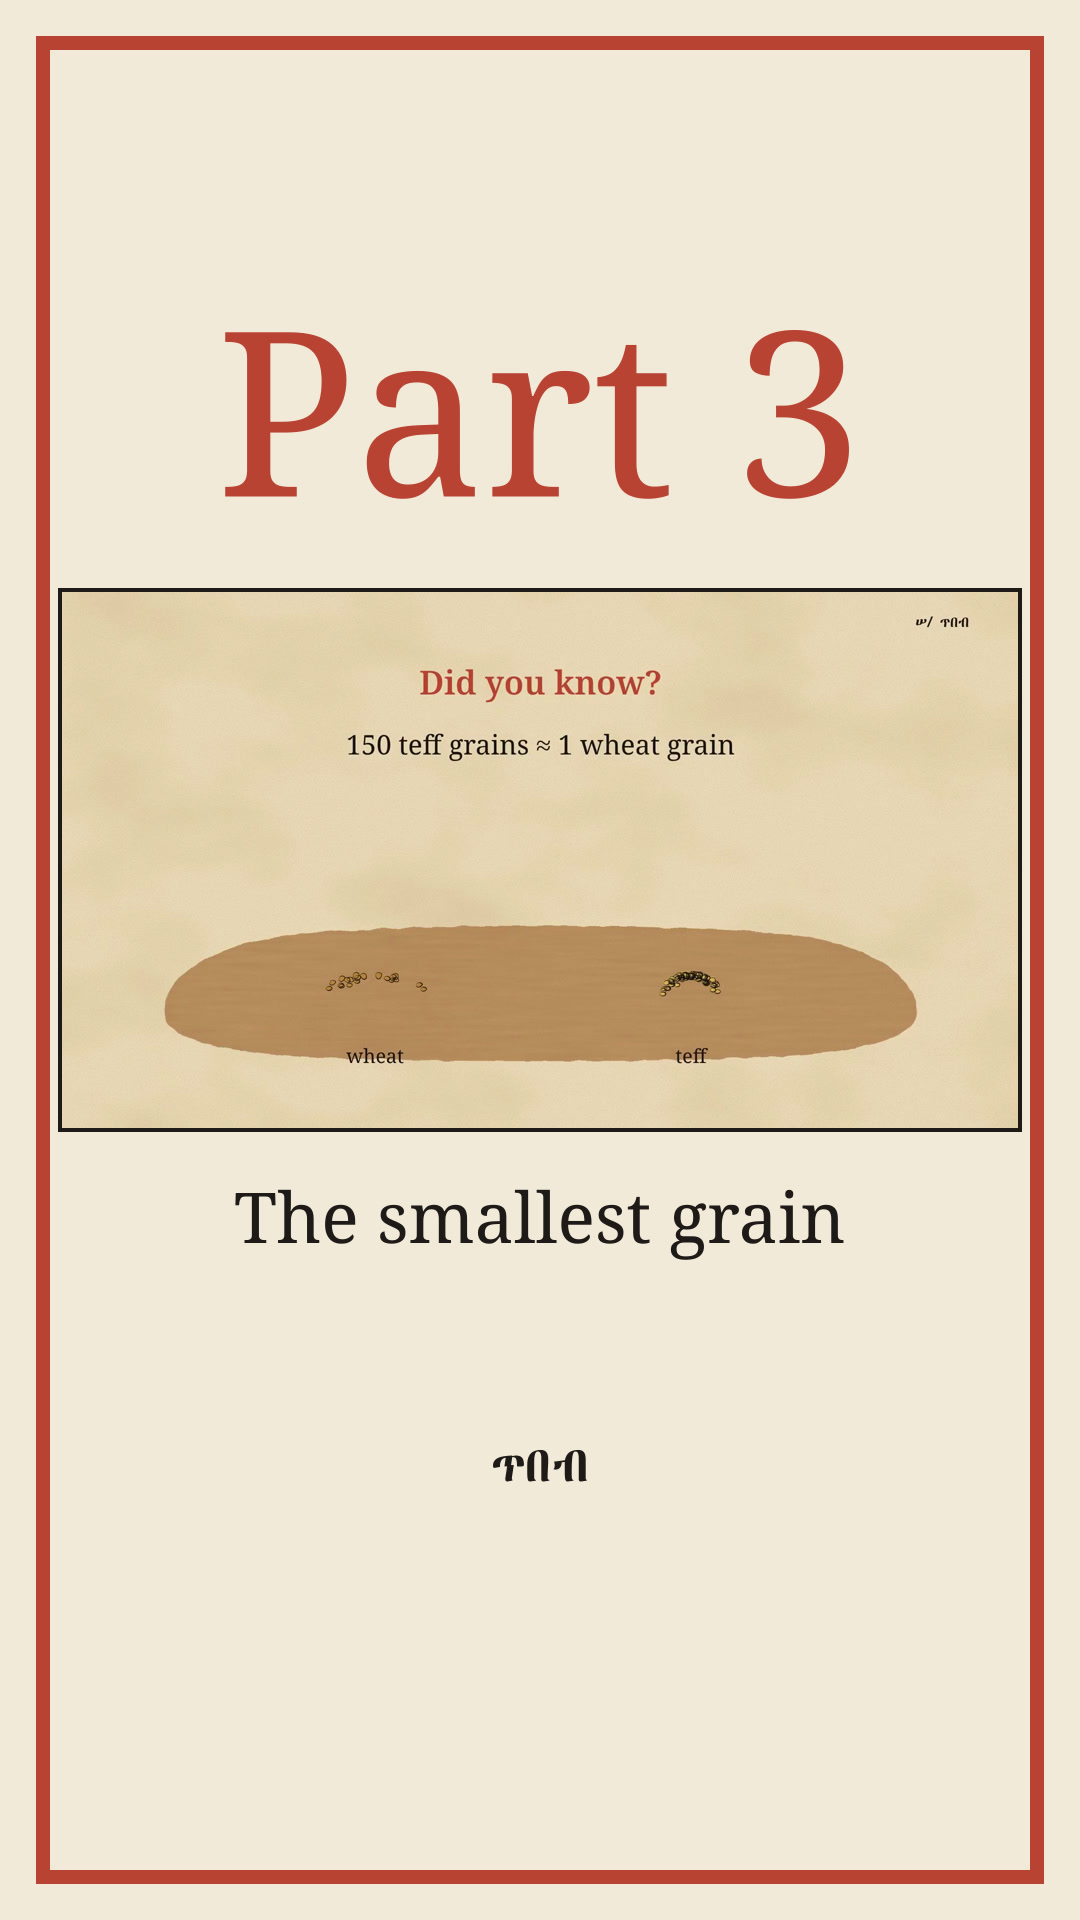 Part 3
ሠ/ ጥበብ
Did you know?
150 teff grains ≈ 1 wheat grain
wheat
teff
The smallest grain
ጥበብ